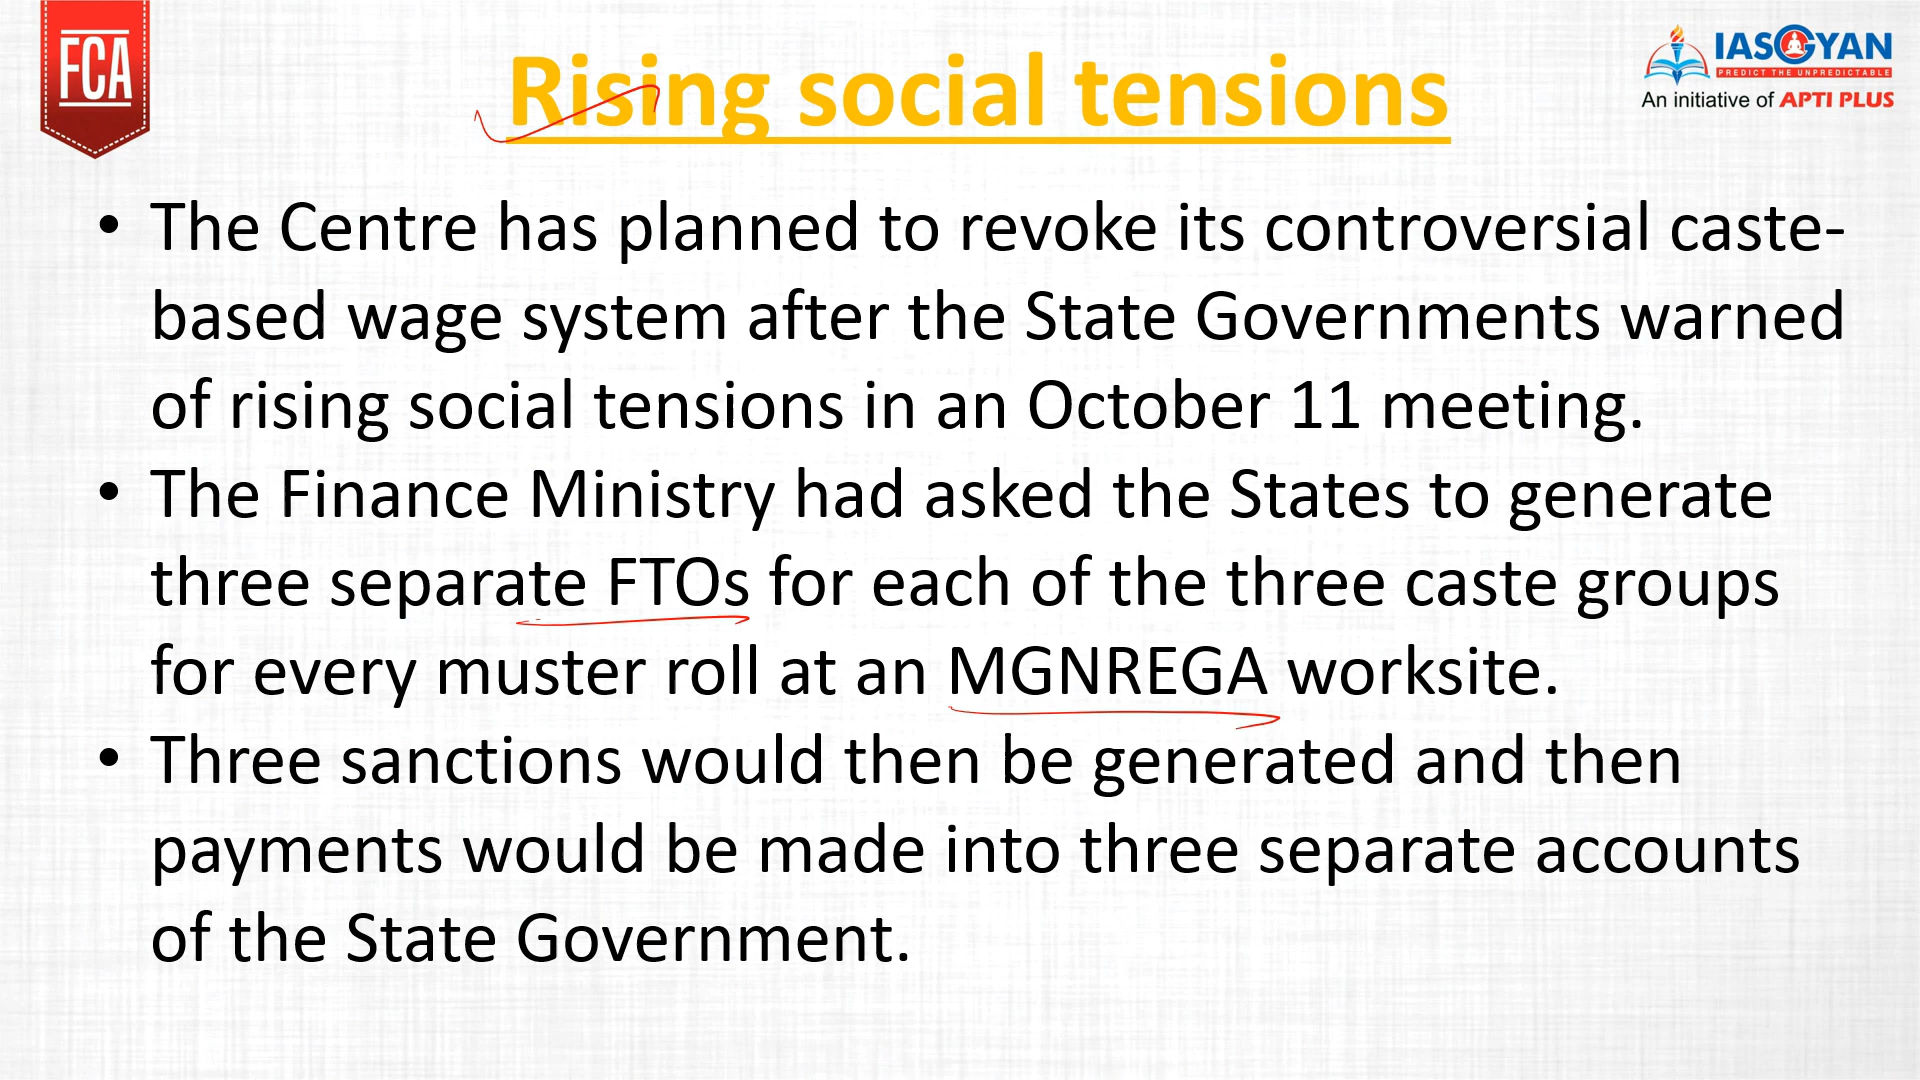 FCA
Rising social tensions
IASGYAN
PREDICT THE UNPREDICTABLE
An initiative of APTI PLUS
• The Centre has planned to revoke its controversial caste-
based wage system after the State Governments warned
of rising social tensions in an October 11 meeting.
• The Finance Ministry had asked the States to generate
three separate FTOs for each of the three caste groups
for every muster roll at an MGNREGA worksite.
• Three sanctions would then be generated and then
payments would be made into three separate accounts
of the State Government.